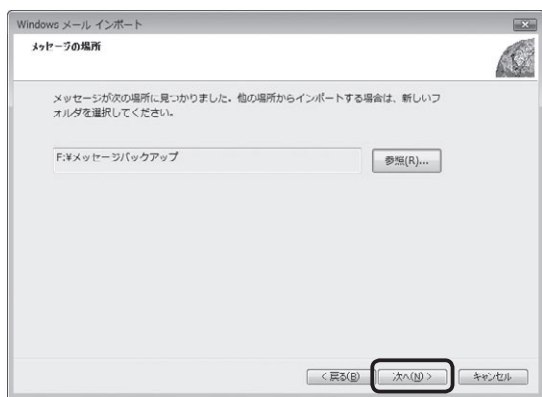 Windows メール インポート
メッセージの場所
メッセージが次の場所に見つかりました。他の場所からインポートする場合は、新しいフ
ォルダを選択してください。
F:¥メッセージバックアップ
参照(R)...
< 戻る(B)
次へ(N) >
キャンセル